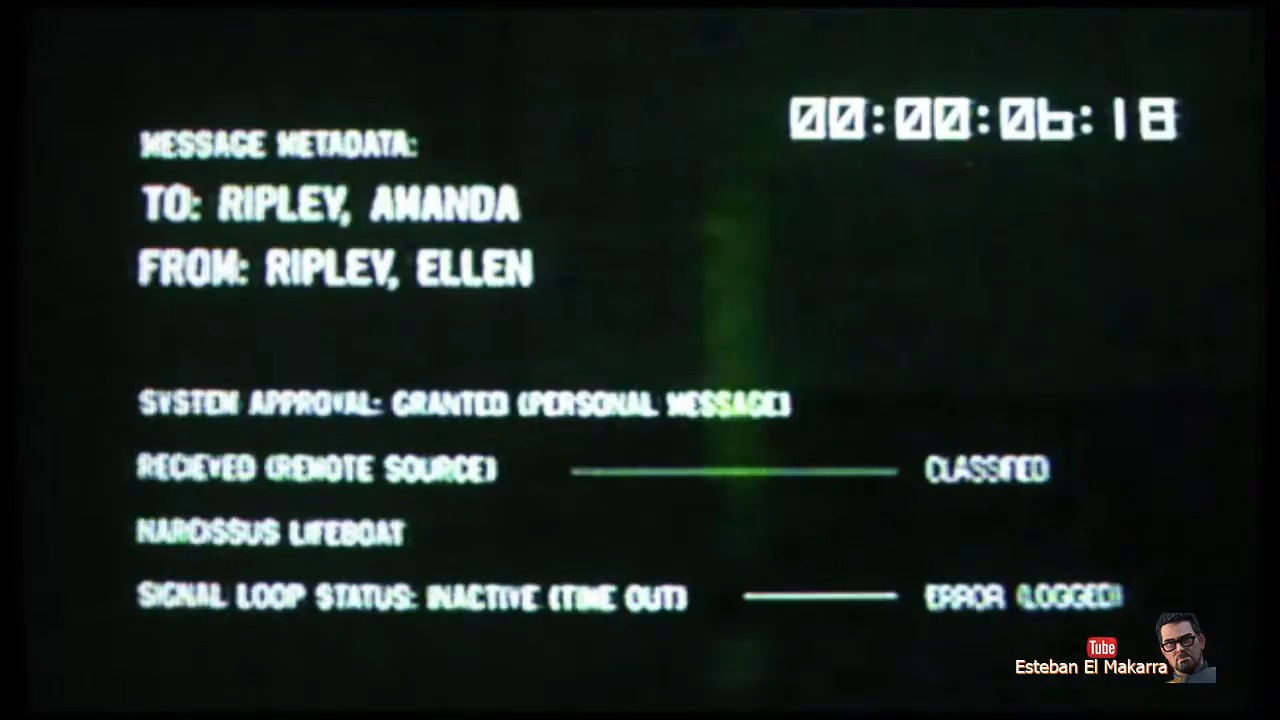 00:00:06:18
MESSAGE METADATA:
TO: RIPLEY, AMANDA
FROM: RIPLEY, ELLEN
SYSTEM APPROVAL: GRANTED (PERSONAL MESSAGE)
RECIEVED (REMOTE SOURCE) CLASSIFIED
NARCISSUS LIFEBOAT
SIGNAL LOOP STATUS: INACTIVE (TIME OUT) ERROR (LOGGED)
Tube
Esteban El Makarra